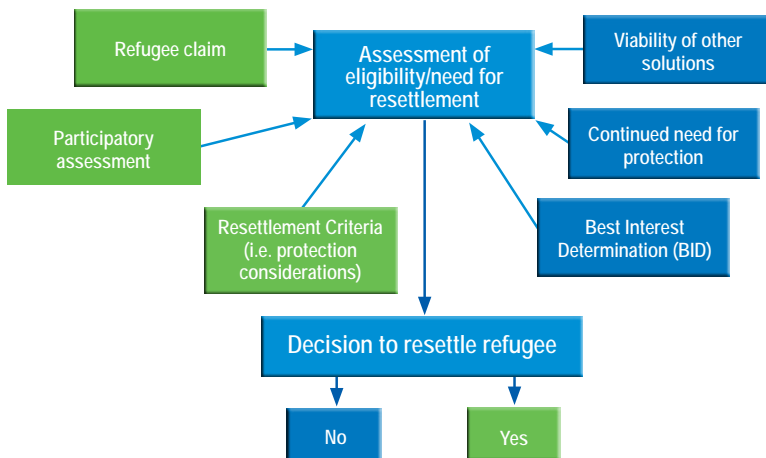 Refugee claim
Assessment of
eligibility/need for
resettlement
Viability of other
solutions
Participatory
assessment
Continued need for
protection
Resettlement Criteria
(i.e. protection
considerations)
Best Interest
Determination (BID)
Decision to resettle refugee
No
Yes